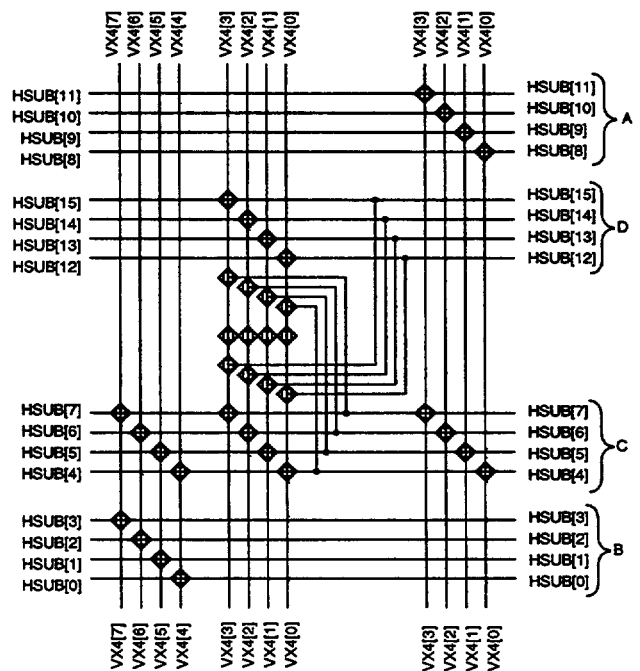 VX4[7] VX4[6] VX4[5] VX4[4] VX4[3] VX4[2] VX4[1] VX4[0] VX4[3] VX4[2] VX4[1] VX4[0]
HSUB[11] HSUB[11]
HSUB[10] HSUB[10]
HSUB[9] HSUB[9]
HSUB[8] HSUB[8]
A
HSUB[15] HSUB[15]
HSUB[14] HSUB[14]
HSUB[13] HSUB[13]
HSUB[12] HSUB[12]
D
HSUB[7] HSUB[7]
HSUB[6] HSUB[6]
HSUB[5] HSUB[5]
HSUB[4] HSUB[4]
C
HSUB[3] HSUB[3]
HSUB[2] HSUB[2]
HSUB[1] HSUB[1]
HSUB[0] HSUB[0]
B
VX4[7] VX4[6] VX4[5] VX4[4] VX4[3] VX4[2] VX4[1] VX4[0] VX4[3] VX4[2] VX4[1] VX4[0]